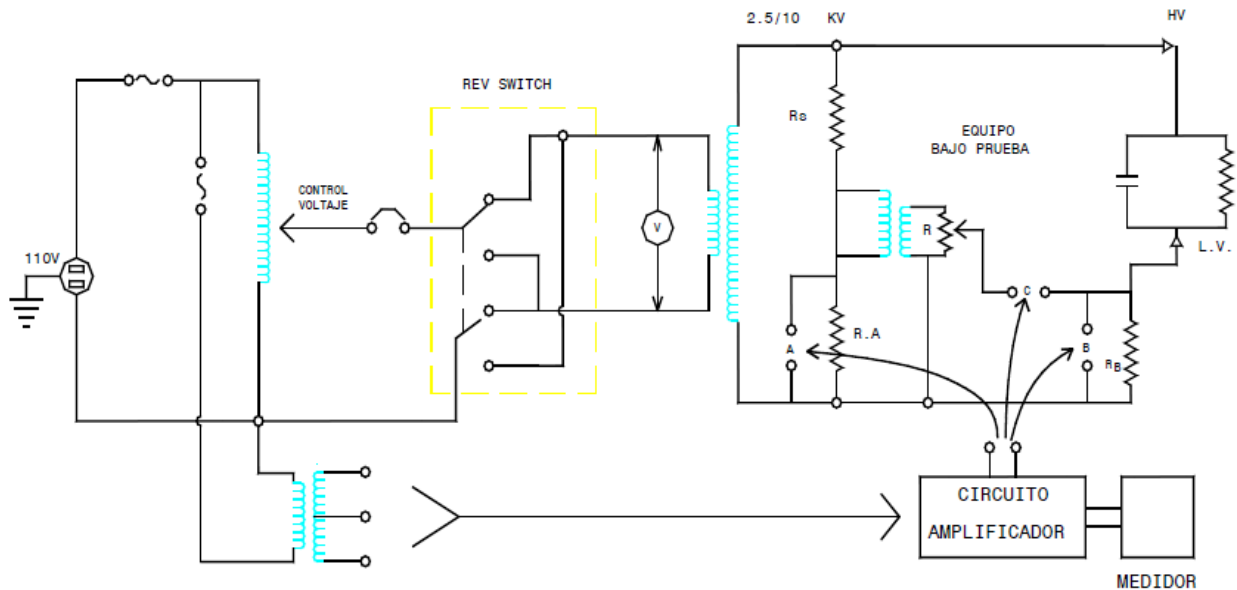 2.5/10 KV
HV
REV SWITCH
Rs
EQUIPO
BAJO PRUEBA
CONTROL
VOLTAJE
V
R
L.V.
110V
C
A
R.A
B
RB
CIRCUITO
AMPLIFICADOR
MEDIDOR